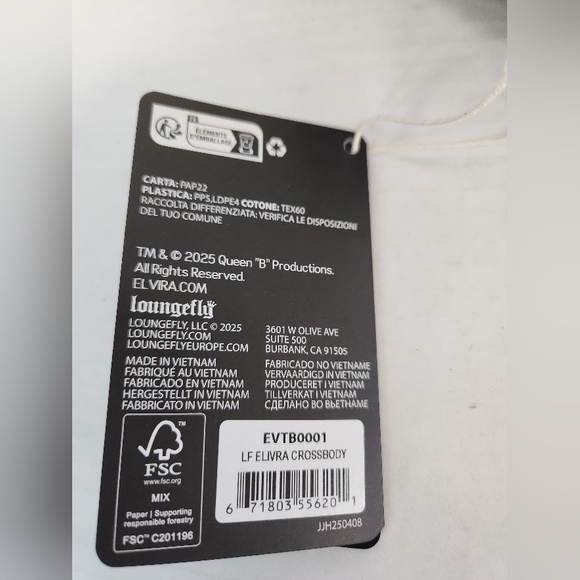 FR
ÉLÉMENTS
D'EMBALLAGE
CARTA: PAP22
PLASTICA: PP5,LDPE4 COTONE: TEX60
RACCOLTA DIFFERENZIATA: VERIFICA LE DISPOSIZIONI
DEL TUO COMUNE
TM & © 2025 Queen "B" Productions.
All Rights Reserved.
ELVIRA.COM
loungefly
LOUNGEFLY, LLC © 2025
LOUNGEFLY.COM
LOUNGEFLYEUROPE.COM
3601 W OLIVE AVE
SUITE 500
BURBANK, CA 91505
MADE IN VIETNAM
FABRIQUÉ AU VIETNAM
FABRICADO EN VIETNAM
HERGESTELLT IN VIETNAM
FABBRICATO IN VIETNAM
FABRICADO NO VIETNAME
VERVAARDIGD IN VIETNAM
PRODUCERET I VIETNAM
TILLVERKAT I VIETNAM
СДЕЛАНО ВО ВЬЕТНАМЕ
FSC
www.fsc.org
MIX
Paper | Supporting
responsible forestry
FSC™ C201196
EVTB0001
LF ELIVRA CROSSBODY
6 71803 55620 1
JJH250408